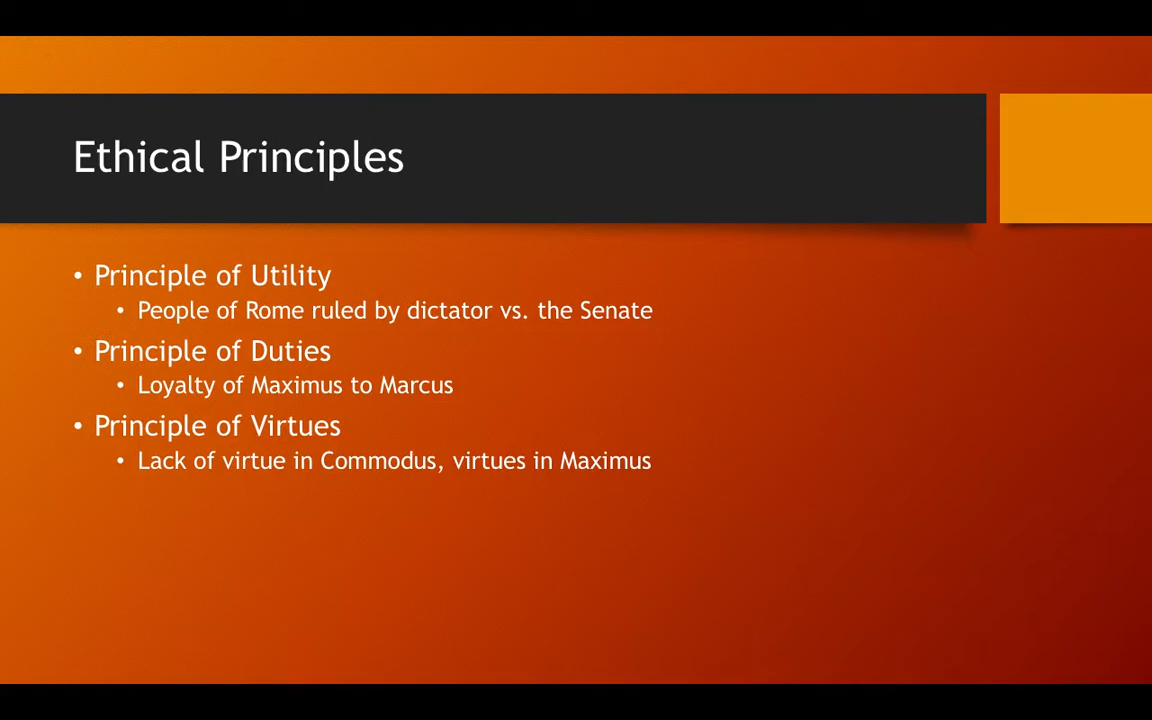 Ethical Principles
• Principle of Utility
• People of Rome ruled by dictator vs. the Senate
• Principle of Duties
• Loyalty of Maximus to Marcus
• Principle of Virtues
• Lack of virtue in Commodus, virtues in Maximus